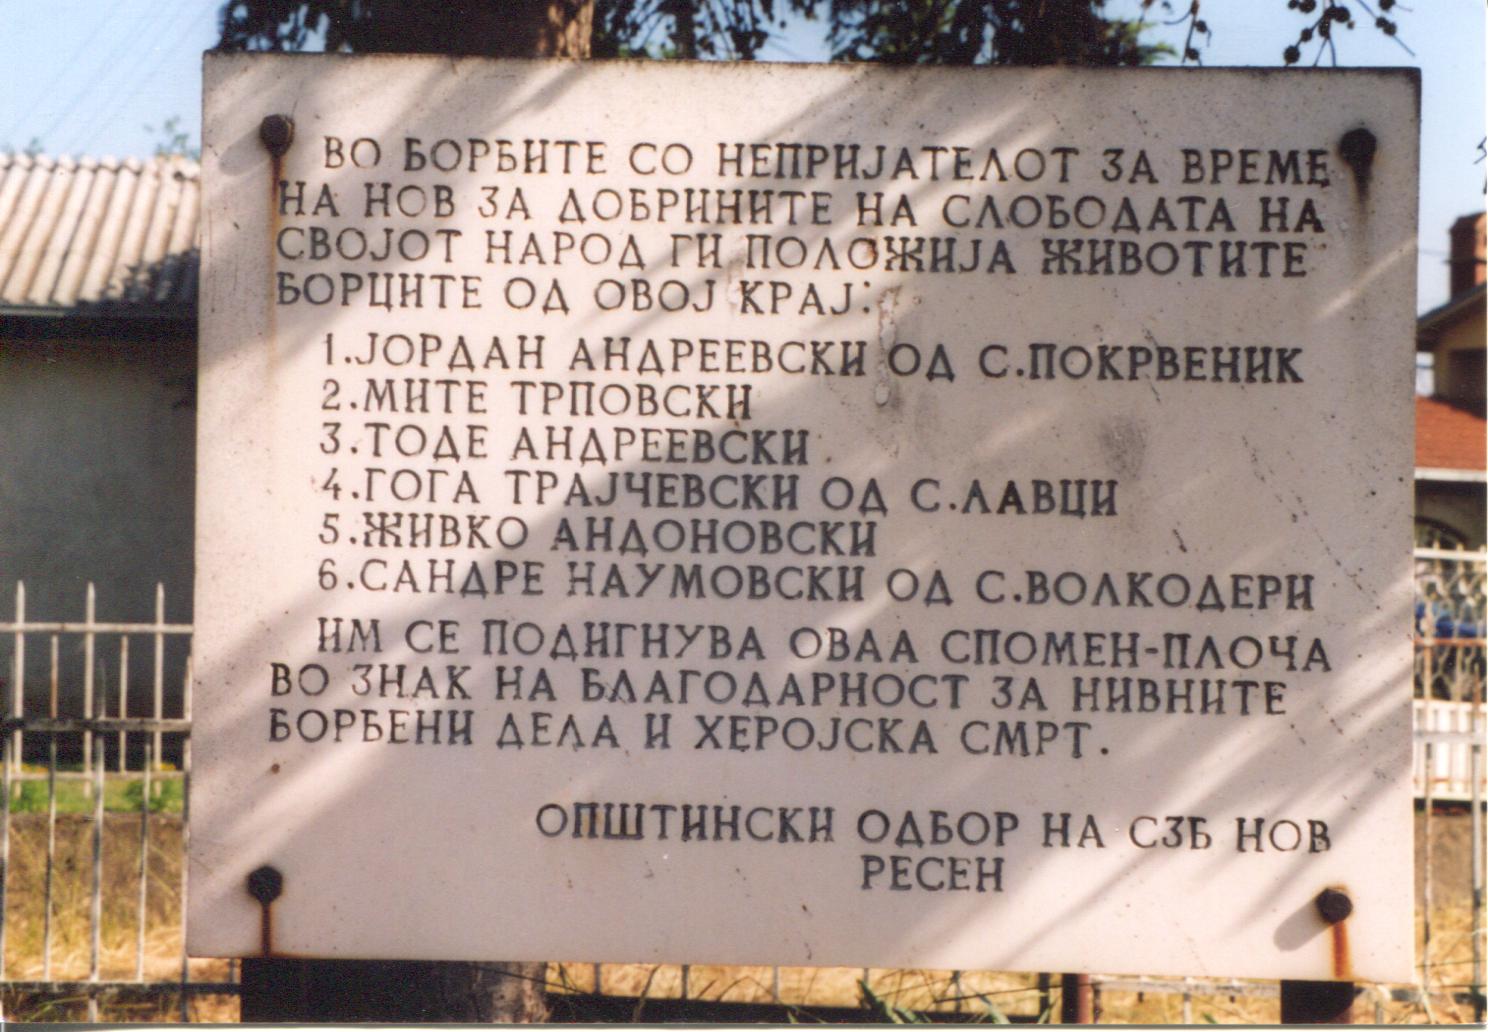 ВО БОРБИТЕ СО НЕПРИЈАТЕЛОТ ЗА ВРЕМЕ
НА НОВ ЗА ДОБРИНИТЕ НА СЛОБОДАТА НА
СВОЈОТ НАРОД ГИ ПОЛОЖИЈА ЖИВОТИТЕ
БОРЦИТЕ ОД ОВОЈ КРАЈ:
1.ЈОРДАН АНДРЕЕВСКИ ОД С.ПОКРВЕНИК
2.МИТЕ ТРПОВСКИ
3.ТОДЕ АНДРЕЕВСКИ
4.ГОГА ТРАЈЧЕВСКИ ОД С.ЛАВЦИ
5.ЖИВКО АНДОНОВСКИ
6.САНДРЕ НАУМОВСКИ ОД С.ВОЛКОДЕРИ
ИМ СЕ ПОДИГНУВА ОВАА СПОМЕН-ПЛОЧА
ВО ЗНАК НА БЛАГОДАРНОСТ ЗА НИВНИТЕ
БОРБЕНИ ДЕЛА И ХЕРОЈСКА СМРТ.
ОПШТИНСКИ ОДБОР НА СЗБ НОВ
РЕСЕН